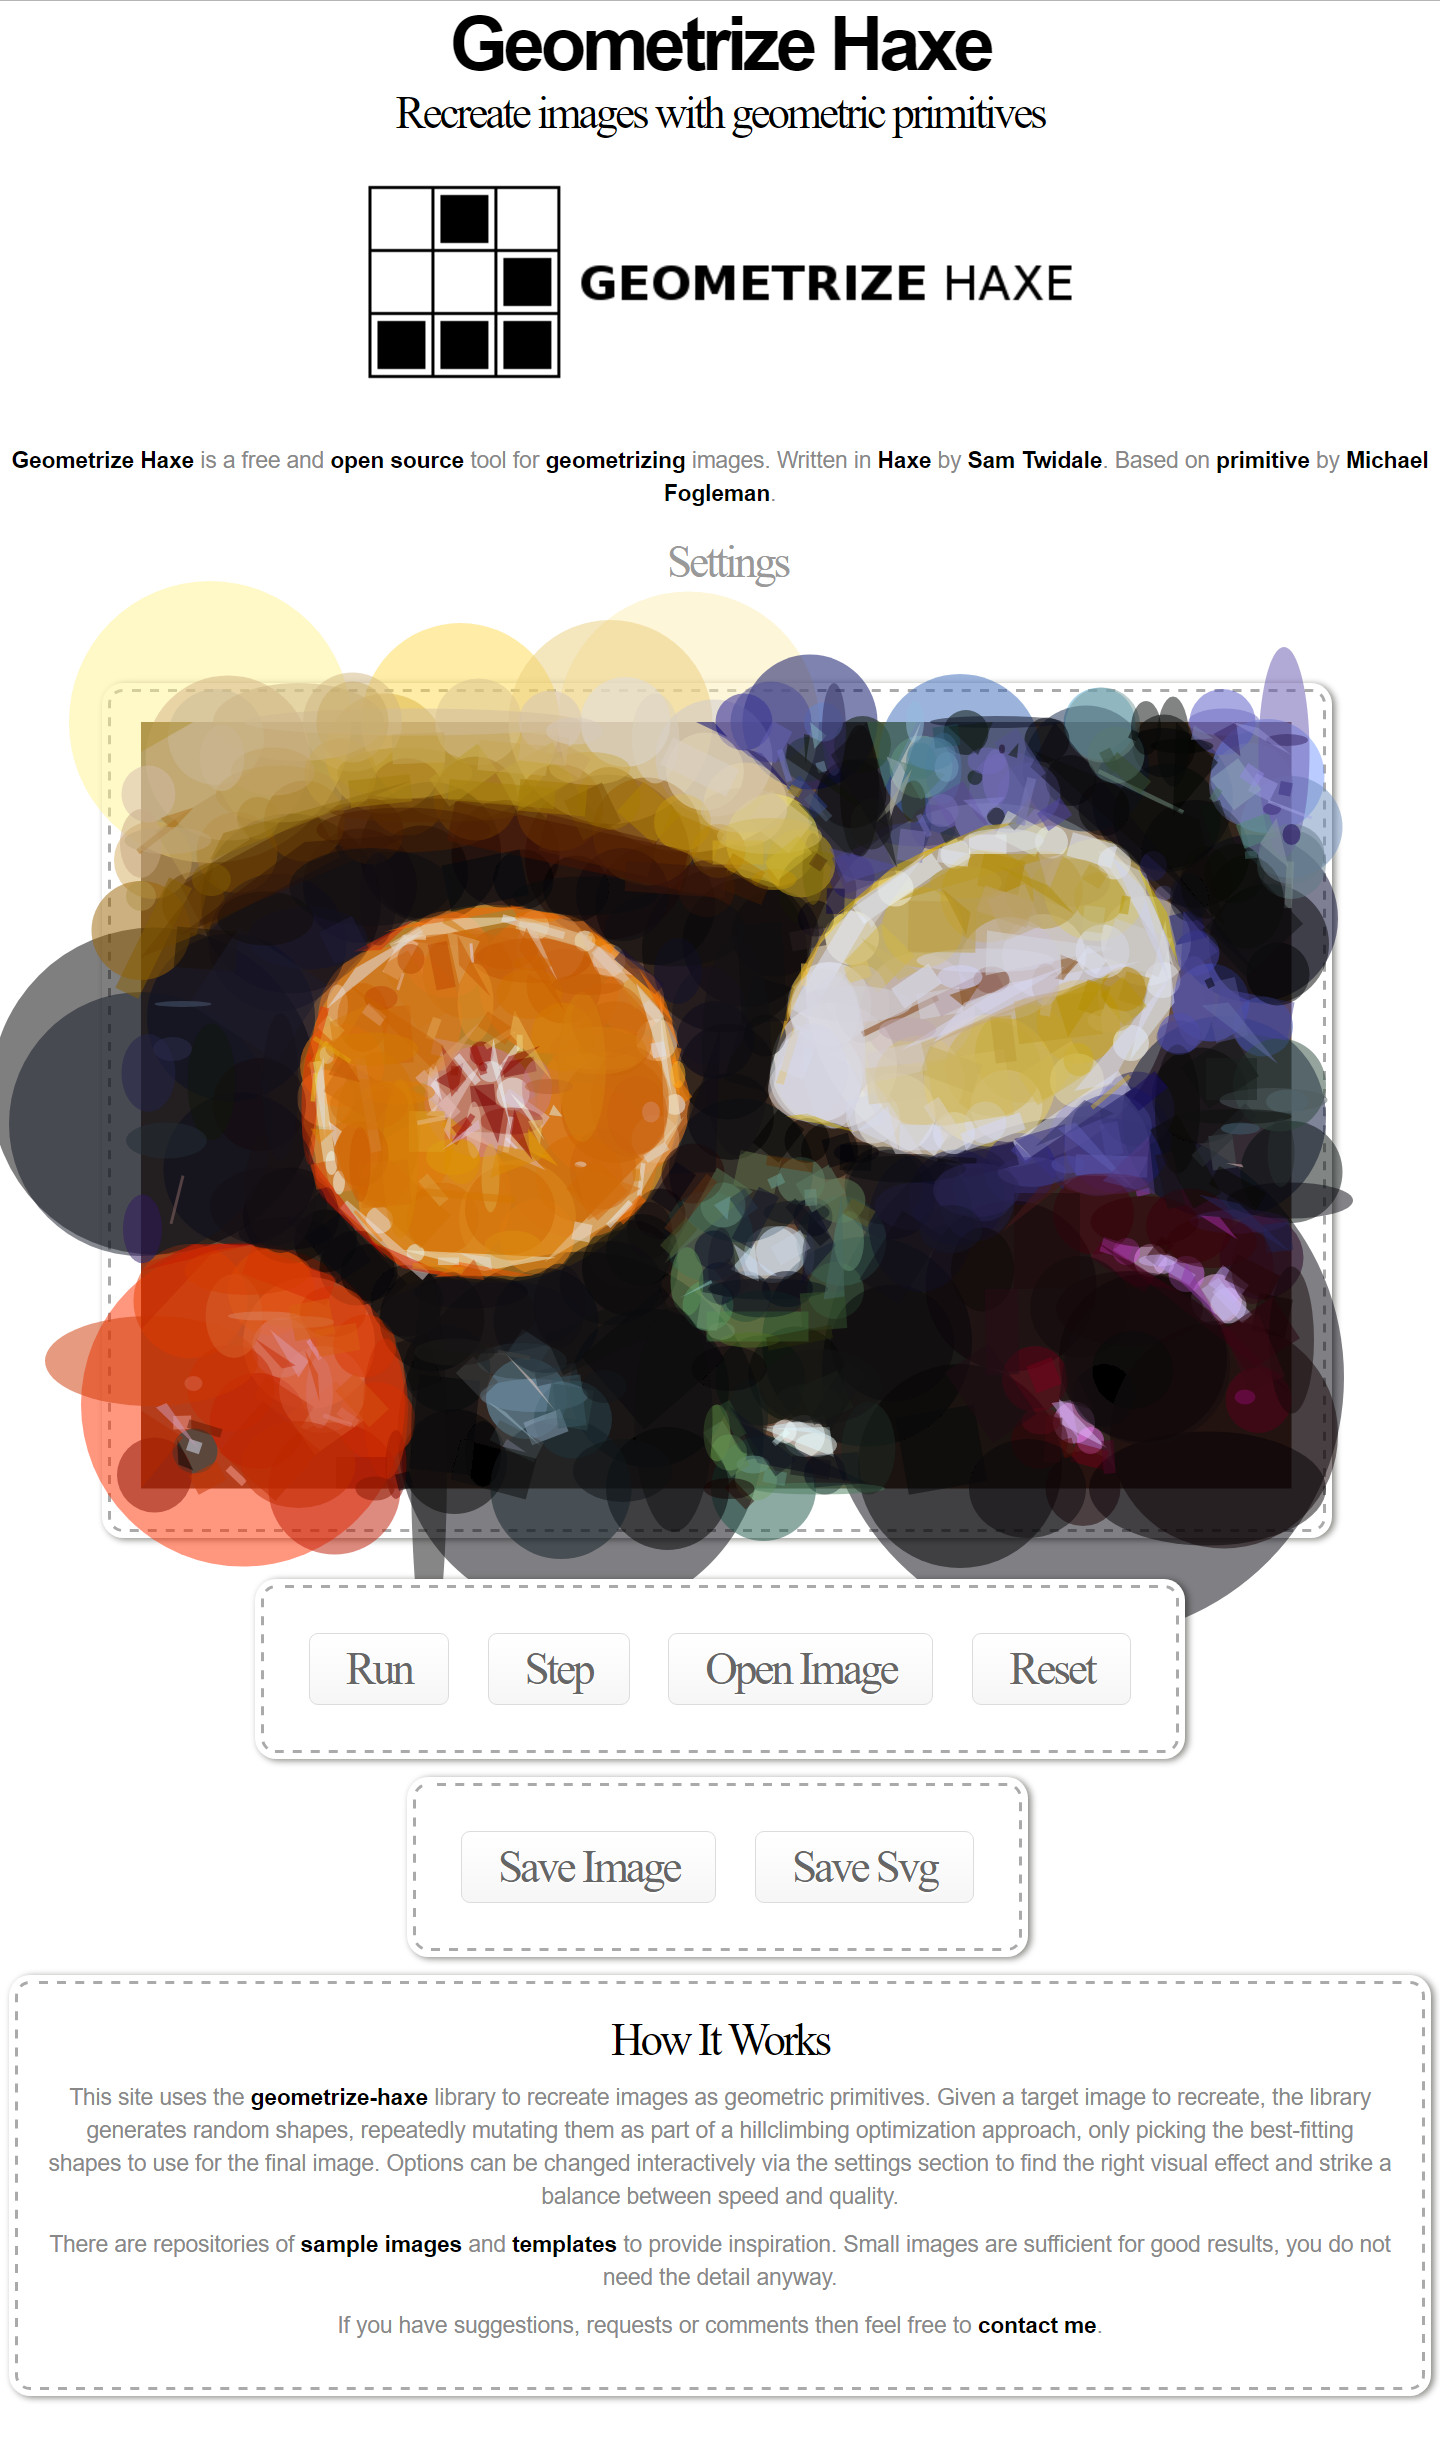 Geometrize Haxe
Recreate images with geometric primitives
GEOMETRIZE HAXE
Geometrize Haxe is a free and open source tool for geometrizing images. Written in Haxe by Sam Twidale. Based on primitive by Michael
Fogleman.
Settings
Run Step Open Image Reset
Save Image Save Svg
How It Works
This site uses the geometrize-haxe library to recreate images as geometric primitives. Given a target image to recreate, the library
generates random shapes, repeatedly mutating them as part of a hillclimbing optimization approach, only picking the best-fitting
shapes to use for the final image. Options can be changed interactively via the settings section to find the right visual effect and strike a
balance between speed and quality.
There are repositories of sample images and templates to provide inspiration. Small images are sufficient for good results, you do not
need the detail anyway.
If you have suggestions, requests or comments then feel free to contact me.